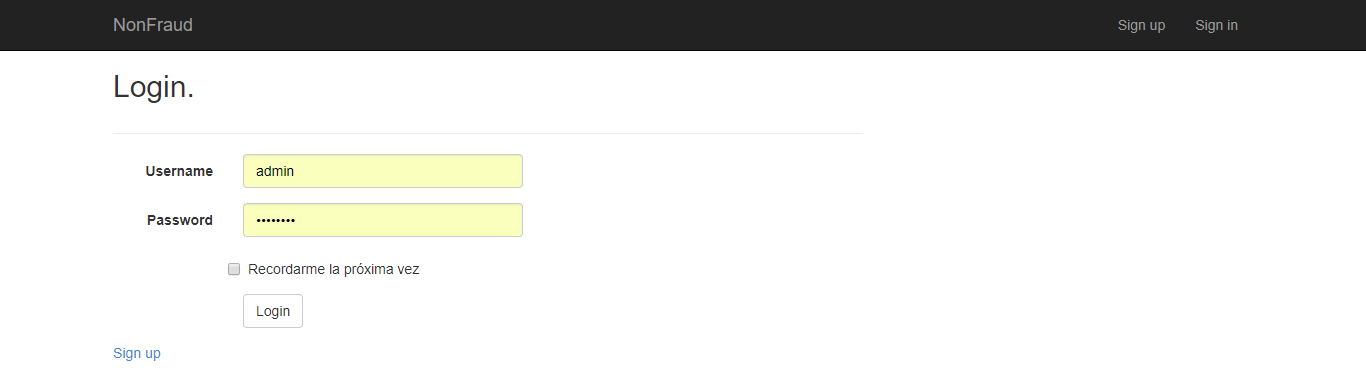 NonFraud Sign up Sign in
Login.
Username admin
Password ••••••••
Recordarme la próxima vez
Login
Sign up